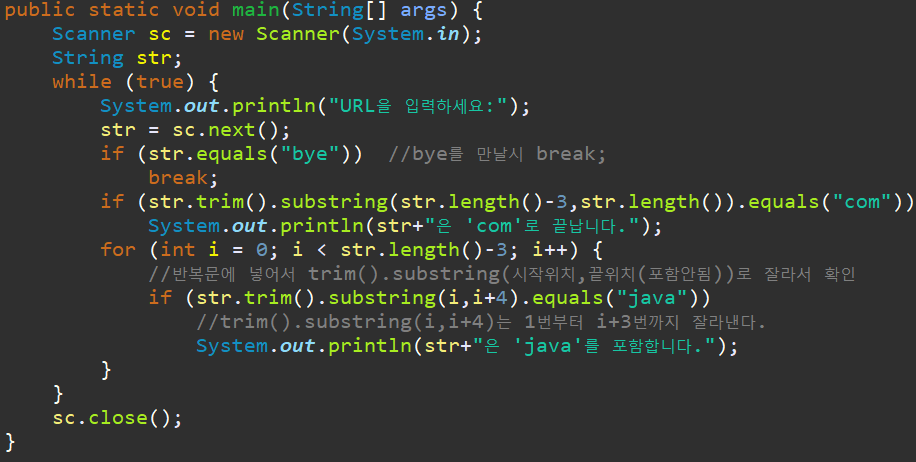 public static void main(String[] args) {
    Scanner sc = new Scanner(System.in);
    String str;
    while (true) {
        System.out.println("URL을 입력하세요:");
        str = sc.next();
        if (str.equals("bye"))  //bye를 만날시 break;
            break;
        if (str.trim().substring(str.length()-3,str.length()).equals("com"))
            System.out.println(str+"은 'com'로 끝납니다.");
        for (int i = 0; i < str.length()-3; i++) {
            //반복문에 넣어서 trim().substring(시작위치,끝위치(포함안됨))로 잘라서 확인
            if (str.trim().substring(i,i+4).equals("java"))
                //trim().substring(i,i+4)는 1번부터 i+3번까지 잘라낸다.
                System.out.println(str+"은 'java'를 포함합니다.");
        }
    }
    sc.close();
}